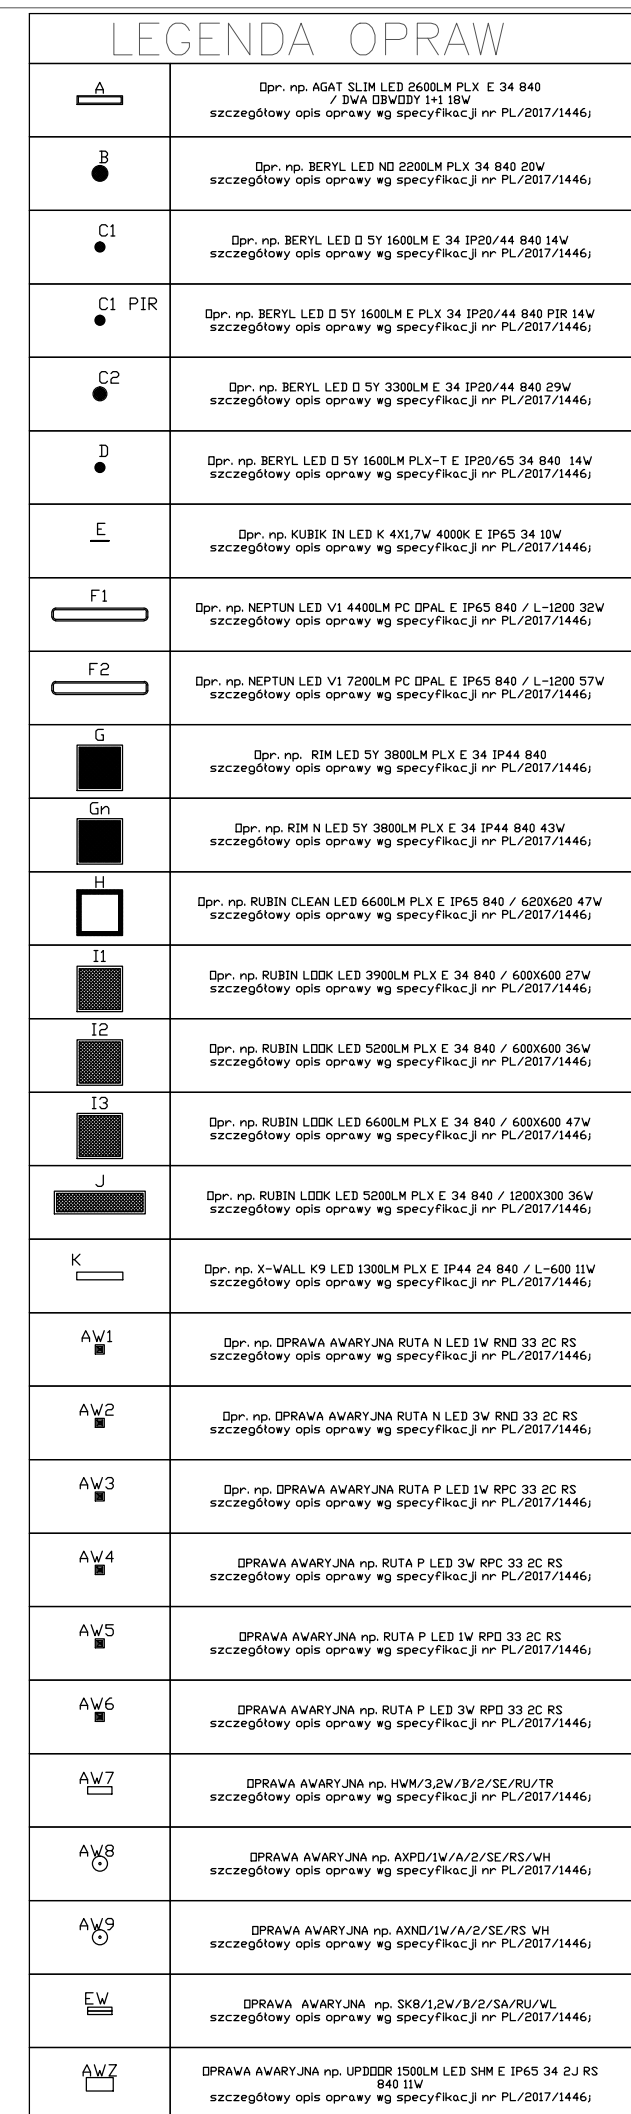 LEGENDA OPRAW
A
Opr. np. AGAT SLIM LED 2600LM PLX E 34 840
/ DWA OBWODY 1+1 18W
szczegółowy opis oprawy wg specyfikacji nr PL/2017/1446;
B
Opr. np. BERYL LED NO 2200LM PLX 34 840 20W
szczegółowy opis oprawy wg specyfikacji nr PL/2017/1446;
C1
Opr. np. BERYL LED O 5Y 1600LM E 34 IP20/44 840 14W
szczegółowy opis oprawy wg specyfikacji nr PL/2017/1446;
C1 PIR
Opr. np. BERYL LED O 5Y 1600LM E PLX 34 IP20/44 840 PIR 14W
szczegółowy opis oprawy wg specyfikacji nr PL/2017/1446;
C2
Opr. np. BERYL LED O 5Y 3300LM E 34 IP20/44 840 29W
szczegółowy opis oprawy wg specyfikacji nr PL/2017/1446;
D
Opr. np. BERYL LED O 5Y 1600LM PLX-T E IP20/65 34 840 14W
szczegółowy opis oprawy wg specyfikacji nr PL/2017/1446;
E
Opr. np. KUBIK IN LED K 4X1,7W 4000K E IP65 34 10W
szczegółowy opis oprawy wg specyfikacji nr PL/2017/1446;
F1
Opr. np. NEPTUN LED V1 4400LM PC OPAL E IP65 840 / L-1200 32W
szczegółowy opis oprawy wg specyfikacji nr PL/2017/1446;
F2
Opr. np. NEPTUN LED V1 7200LM PC OPAL E IP65 840 / L-1200 57W
szczegółowy opis oprawy wg specyfikacji nr PL/2017/1446;
G
Opr. np. RIM LED 5Y 3800LM PLX E 34 IP44 840
szczegółowy opis oprawy wg specyfikacji nr PL/2017/1446;
Gn
Opr. np. RIM N LED 5Y 3800LM PLX E 34 IP44 840 43W
szczegółowy opis oprawy wg specyfikacji nr PL/2017/1446;
H
Opr. np. RUBIN CLEAN LED 6600LM PLX E IP65 840 / 620X620 47W
szczegółowy opis oprawy wg specyfikacji nr PL/2017/1446;
I1
Opr. np. RUBIN LOOK LED 3900LM PLX E 34 840 / 600X600 27W
szczegółowy opis oprawy wg specyfikacji nr PL/2017/1446;
I2
Opr. np. RUBIN LOOK LED 5200LM PLX E 34 840 / 600X600 36W
szczegółowy opis oprawy wg specyfikacji nr PL/2017/1446;
I3
Opr. np. RUBIN LOOK LED 6600LM PLX E 34 840 / 600X600 47W
szczegółowy opis oprawy wg specyfikacji nr PL/2017/1446;
J
Opr. np. RUBIN LOOK LED 5200LM PLX E 34 840 / 1200X300 36W
szczegółowy opis oprawy wg specyfikacji nr PL/2017/1446;
K
Opr. np. X-WALL K9 LED 1300LM PLX E IP44 24 840 / L-600 11W
szczegółowy opis oprawy wg specyfikacji nr PL/2017/1446;
AW1
Opr. np. OPRAWA AWARYJNA RUTA N LED 1W RNO 33 2C RS
szczegółowy opis oprawy wg specyfikacji nr PL/2017/1446;
AW2
Opr. np. OPRAWA AWARYJNA RUTA N LED 3W RNO 33 2C RS
szczegółowy opis oprawy wg specyfikacji nr PL/2017/1446;
AW3
Opr. np. OPRAWA AWARYJNA RUTA P LED 1W RPC 33 2C RS
szczegółowy opis oprawy wg specyfikacji nr PL/2017/1446;
AW4
OPRAWA AWARYJNA np. RUTA P LED 3W RPC 33 2C RS
szczegółowy opis oprawy wg specyfikacji nr PL/2017/1446;
AW5
OPRAWA AWARYJNA np. RUTA P LED 1W RPO 33 2C RS
szczegółowy opis oprawy wg specyfikacji nr PL/2017/1446;
AW6
OPRAWA AWARYJNA np. RUTA P LED 3W RPO 33 2C RS
szczegółowy opis oprawy wg specyfikacji nr PL/2017/1446;
AW7
OPRAWA AWARYJNA np. HWM/3,2W/B/2/SE/RU/TR
szczegółowy opis oprawy wg specyfikacji nr PL/2017/1446;
AW8
OPRAWA AWARYJNA np. AXPO/1W/A/2/SE/RS/WH
szczegółowy opis oprawy wg specyfikacji nr PL/2017/1446;
AW9
OPRAWA AWARYJNA np. AXNO/1W/A/2/SE/RS WH
szczegółowy opis oprawy wg specyfikacji nr PL/2017/1446;
EW
OPRAWA AWARYJNA np. SK8/1,2W/B/2/SA/RU/WL
szczegółowy opis oprawy wg specyfikacji nr PL/2017/1446;
AWZ
OPRAWA AWARYJNA np. UPDOOR 1500LM LED SHM E IP65 34 2J RS
840 11W
szczegółowy opis oprawy wg specyfikacji nr PL/2017/1446;